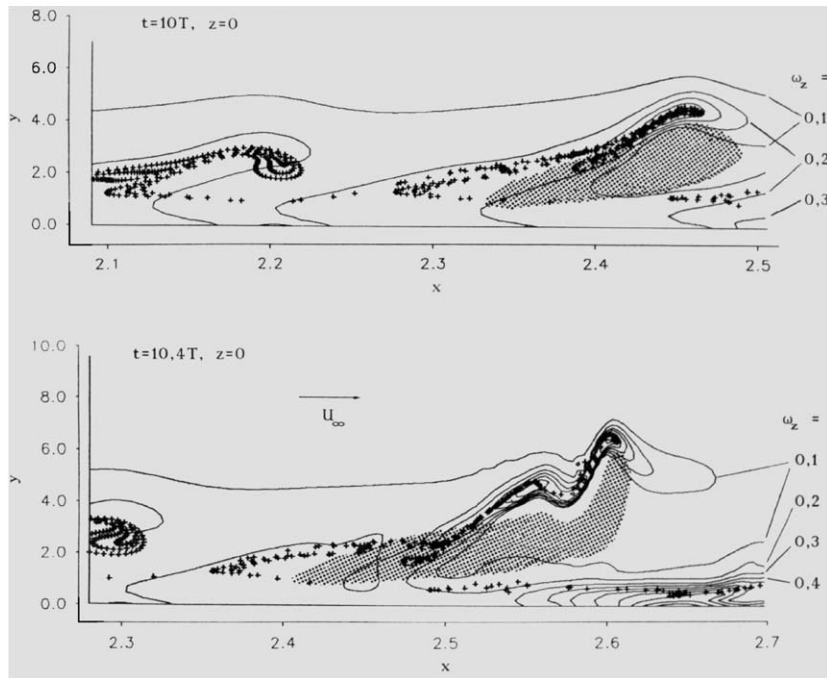 8.0
t=10T, z=0
ω_z =
6.0
0,1
y
4.0
0,2
2.0
0,3
0.0
2.1 2.2 2.3 2.4 2.5
x
10.0
t=10,4T, z=0
8.0
U∞
ω_z =
6.0
0,1
y
4.0
0,2
2.0
0,3
0,4
0.0
2.3 2.4 2.5 2.6 2.7
x